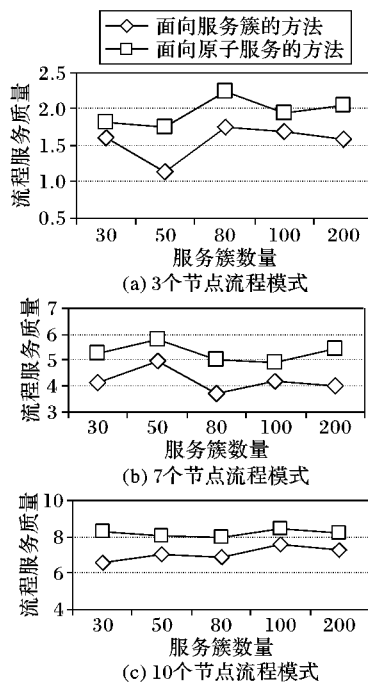 面向服务簇的方法
面向原子服务的方法
流程服务质量
2.5
2.0
1.5
1.0
0.5
30 50 80 100 200
服务簇数量
(a) 3个节点流程模式
流程服务质量
7
6
5
4
3
30 50 80 100 200
服务簇数量
(b) 7个节点流程模式
流程服务质量
10
8
6
4
30 50 80 100 200
服务簇数量
(c) 10个节点流程模式